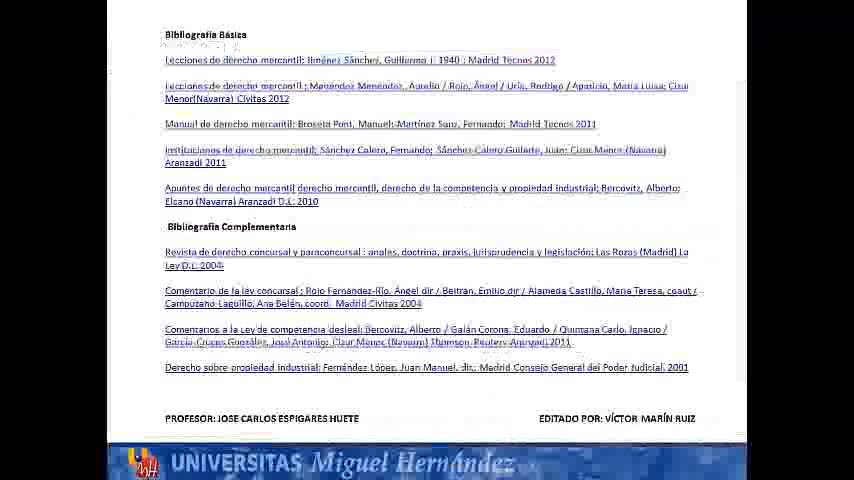 Bibliografía Básica
Lecciones de derecho mercantil; Jiménez Sánchez, Guillermo J. 1940-; Madrid Tecnos 2012
Lecciones de derecho mercantil ; Menéndez Menéndez, Aurelio / Rojo, Ángel / Uría, Rodrigo / Aparicio, María Luisa; Cizur
Menor(Navarra) Civitas 2012
Manual de derecho mercantil; Broseta Pont, Manuel; Martínez Sanz, Fernando; Madrid Tecnos 2011
Instituciones de derecho mercantil; Sánchez Calero, Fernando; Sánchez-Calero Guilarte, Juan; Cizur Menor (Navarra)
Aranzadi 2011
Apuntes de derecho mercantil derecho mercantil, derecho de la competencia y propiedad industrial; Bercovitz, Alberto;
Elcano (Navarra) Aranzadi D.L. 2010
Bibliografía Complementaria
Revista de derecho concursal y paraconcursal : anales, doctrina, praxis, jurisprudencia y legislación; Las Rozas (Madrid) La
Ley D.L. 2004-
Comentario de la ley concursal ; Rojo Fernández-Río, Ángel dir / Beltrán, Emilio dir / Alameda Castillo, María Teresa, coaut /
Campuzano Laguillo, Ana Belén, coord. Madrid Civitas 2004
Comentarios a la Ley de competencia desleal; Bercovitz, Alberto / Galán Corona, Eduardo / Quintana Carlo, Ignacio /
García-Cruces González, José Antonio; Cizur Menor (Navarra) Thomson Reuters-Aranzadi 2011
Derecho sobre propiedad industrial; Fernández López, Juan Manuel, dir.; Madrid Consejo General del Poder Judicial, 2001
PROFESOR: JOSE CARLOS ESPIGARES HUETE
EDITADO POR: VÍCTOR MARÍN RUIZ
UMH
UNIVERSITAS Miguel Hernández